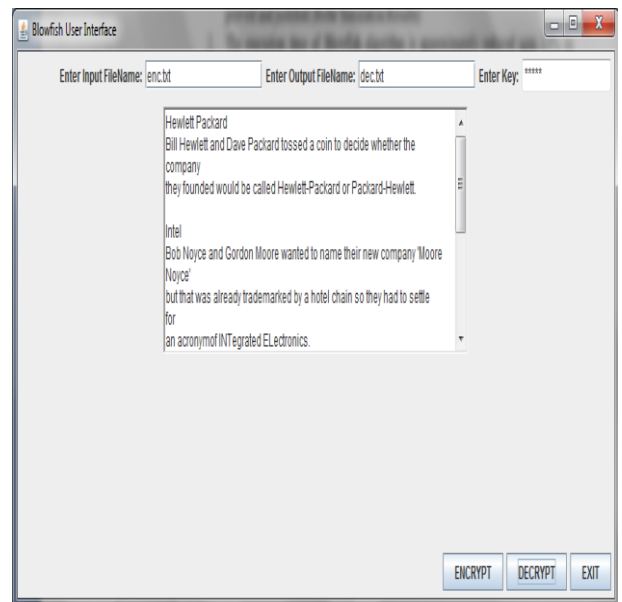 Blowfish User Interface
Enter Input FileName: enc.txt Enter Output FileName: dec.txt Enter Key: *****
Hewlett Packard
Bill Hewlett and Dave Packard tossed a coin to decide whether the
company
they founded would be called Hewlett-Packard or Packard-Hewlett.
Intel
Bob Noyce and Gordon Moore wanted to name their new company 'Moore
Noyce'
but that was already trademarked by a hotel chain so they had to settle
for
an acronymof INTegrated ELectronics.
ENCRYPT DECRYPT EXIT